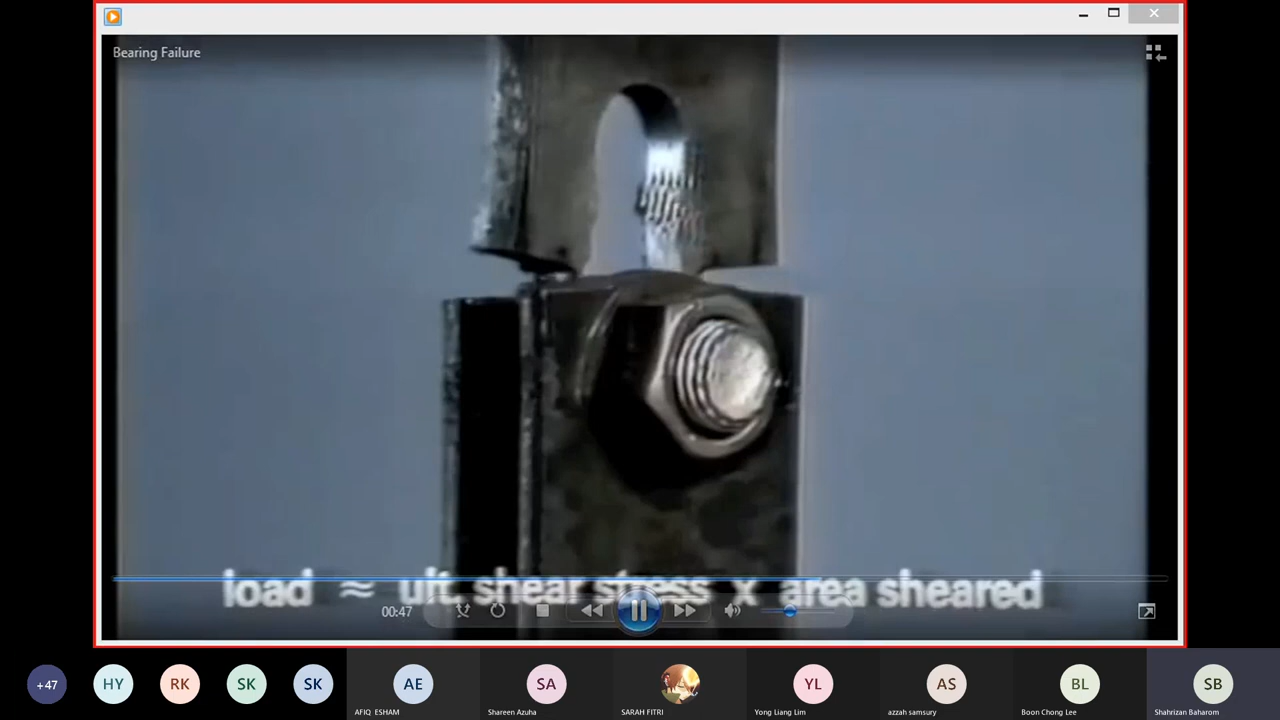 Bearing Failure
load ≈ ult. shear stress x area sheared
00:47
+47
HY
RK
SK
SK
AE
SA
YL
AS
BL
SB
AFIQ ESHAM
Shareen Azuha
SARAH FITRI
Yong Liang Lim
azzah samsury
Boon Chong Lee
Shahrizan Baharom